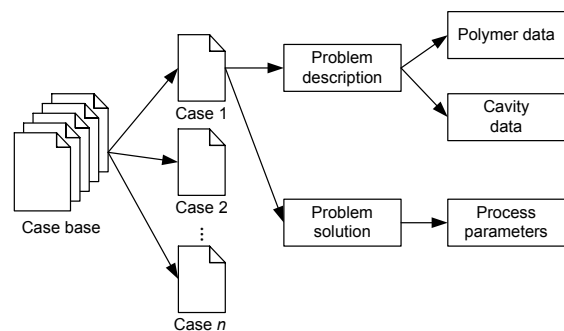 Polymer data
Problem
description
Case 1
Cavity
data
Case base
Case 2
Problem
solution
Process
parameters
...
Case n